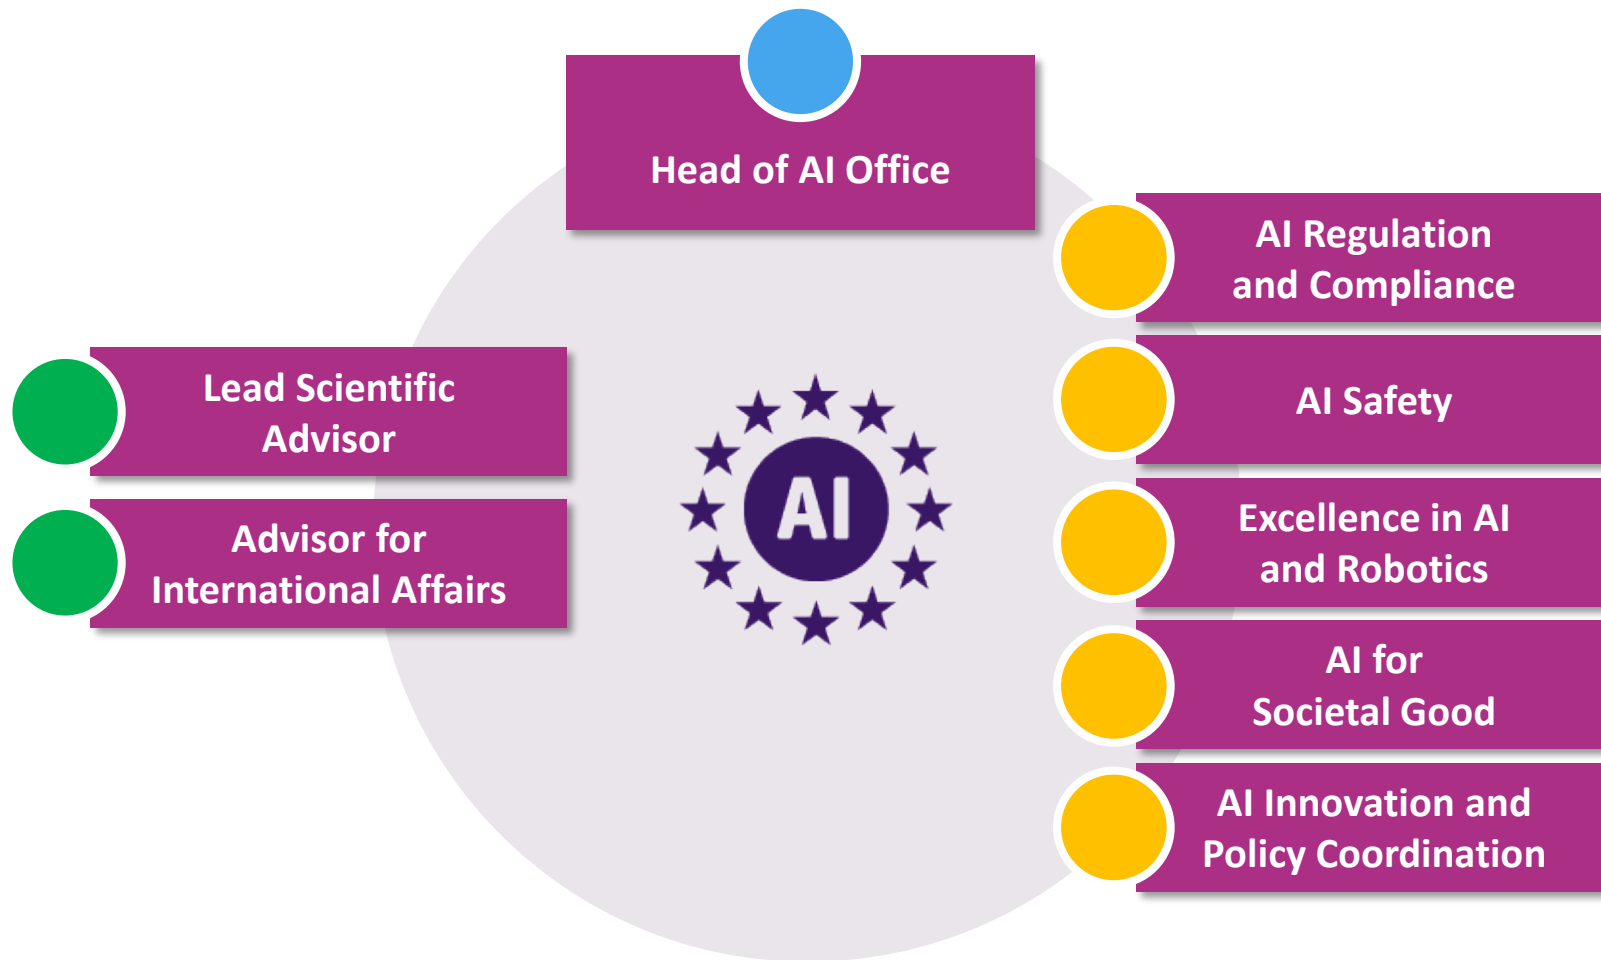 Head of AI Office
Lead Scientific
Advisor
Advisor for
International Affairs
AI
AI Regulation
and Compliance
AI Safety
Excellence in AI
and Robotics
AI for
Societal Good
AI Innovation and
Policy Coordination